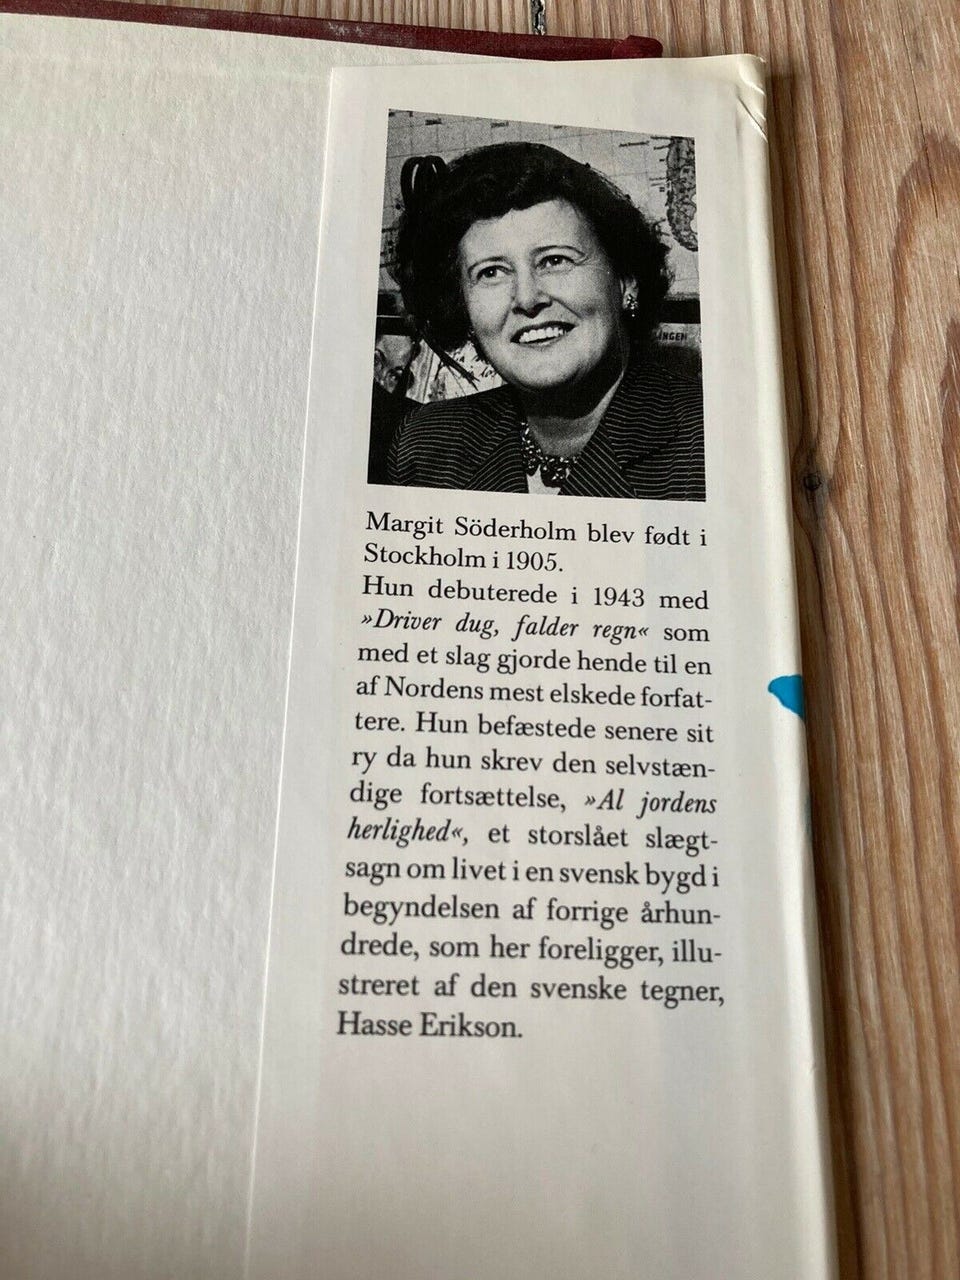 INGEN
Margit Söderholm blev født i
Stockholm i 1905.
Hun debuterede i 1943 med
»Driver dug, falder regn« som
med et slag gjorde hende til en
af Nordens mest elskede forfat-
tere. Hun befæstede senere sit
ry da hun skrev den selvstæn-
dige fortsættelse, »Al jordens
herlighed«, et storslået slægt-
sagn om livet i en svensk bygd i
begyndelsen af forrige århun-
drede, som her foreligger, illu-
streret af den svenske tegner,
Hasse Erikson.